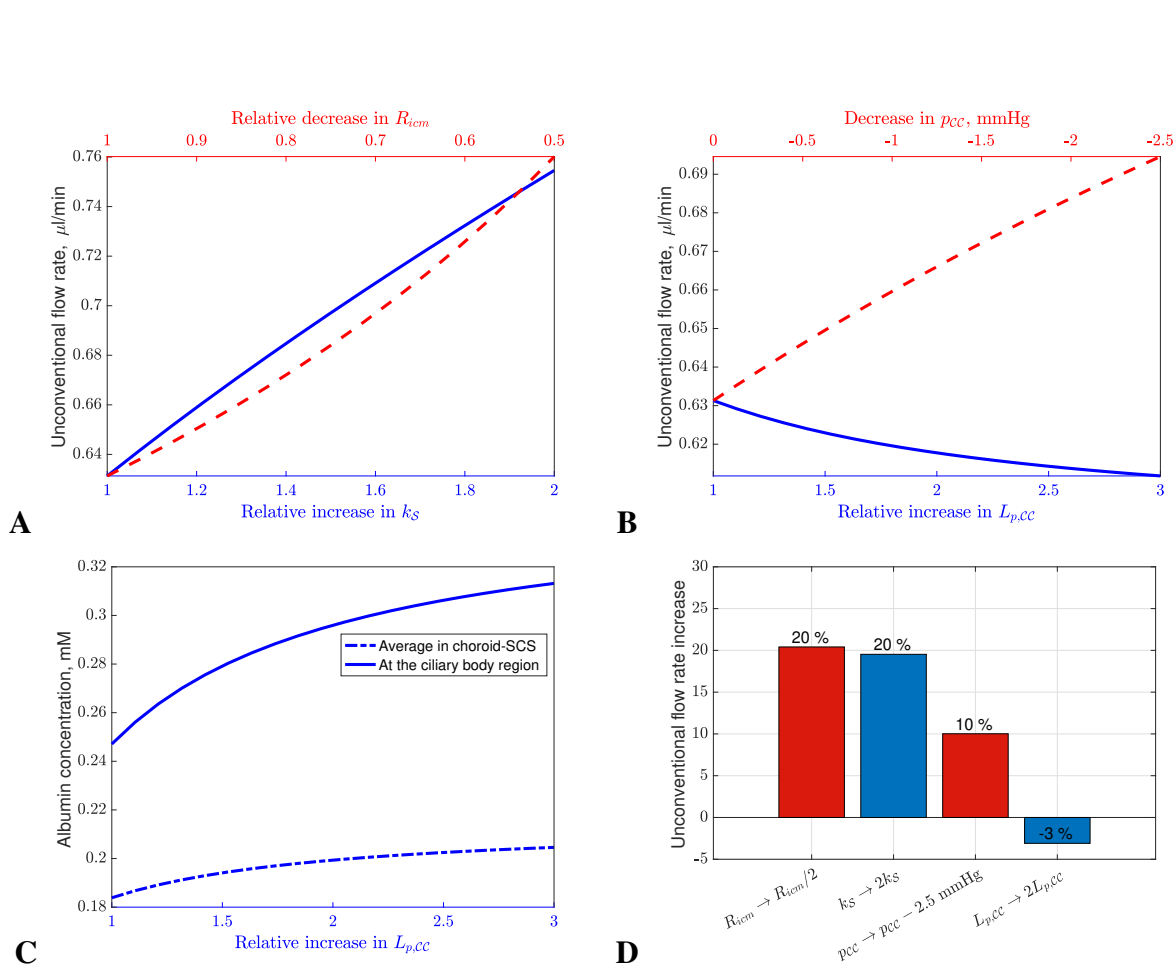 Relative decrease in R_icm
1 0.9 0.8 0.7 0.6 0.5
0.76
0.74
0.72
0.7
0.68
0.66
0.64
Unconventional flow rate, μl/min
1 1.2 1.4 1.6 1.8 2
Relative increase in k_S
A
Decrease in p_CC, mmHg
0 -0.5 -1 -1.5 -2 -2.5
0.69
0.68
0.67
0.66
0.65
0.64
0.63
0.62
Unconventional flow rate, μl/min
1 1.5 2 2.5 3
Relative increase in L_p,CC
B
0.32
0.3
0.28
0.26
0.24
0.22
0.2
0.18
Albumin concentration, mM
Average in choroid-SCS
At the ciliary body region
1 1.5 2 2.5 3
Relative increase in L_p,CC
C
30
25
20
15
10
5
0
-5
Unconventional flow rate increase
20 %
20 %
10 %
-3 %
R_icm → R_icm/2
k_S → 2k_S
p_CC → p_CC − 2.5 mmHg
L_p,CC → 2L_p,CC
D